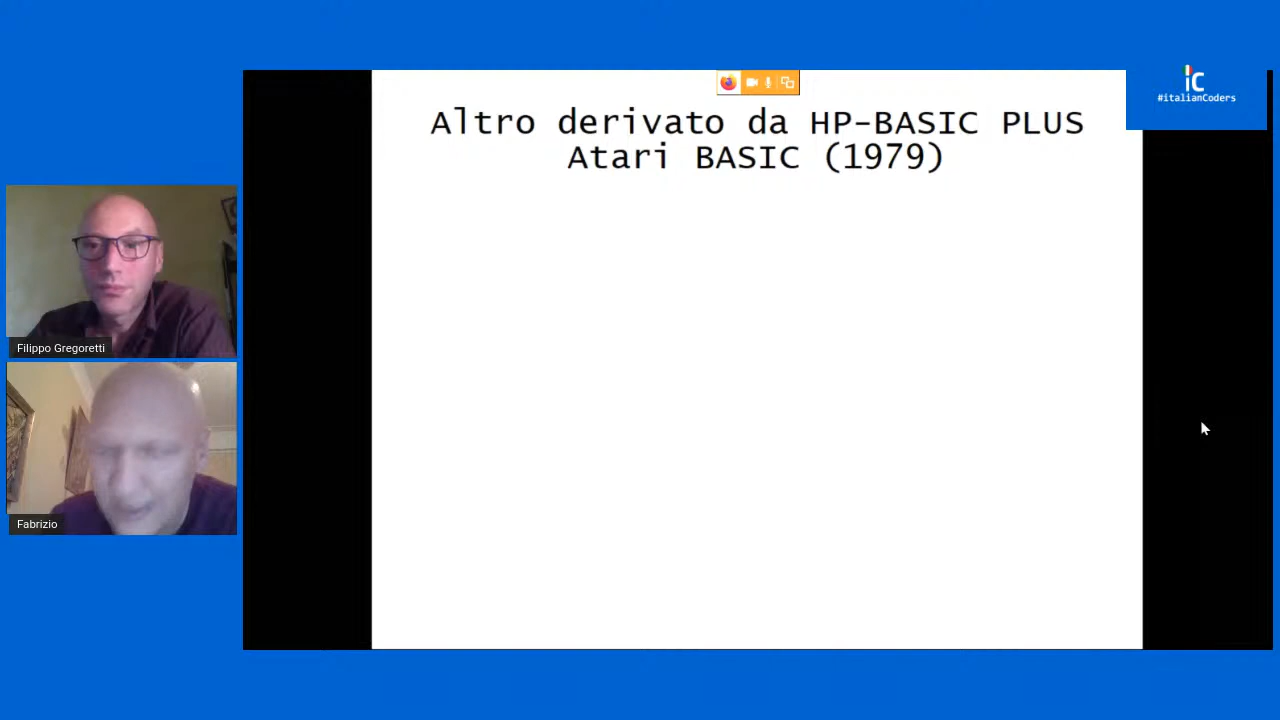 iC
#italianCoders
Altro derivato da HP-BASIC PLUS
Atari BASIC (1979)
Filippo Gregoretti
Fabrizio